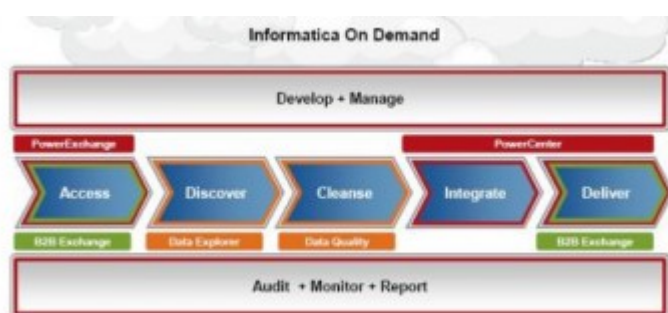 Informatica On Demand
Develop + Manage
PowerExchange PowerCenter
Access Discover Cleanse Integrate Deliver
B2B Exchange Data Explorer Data Quality B2B Exchange
Audit + Monitor + Report